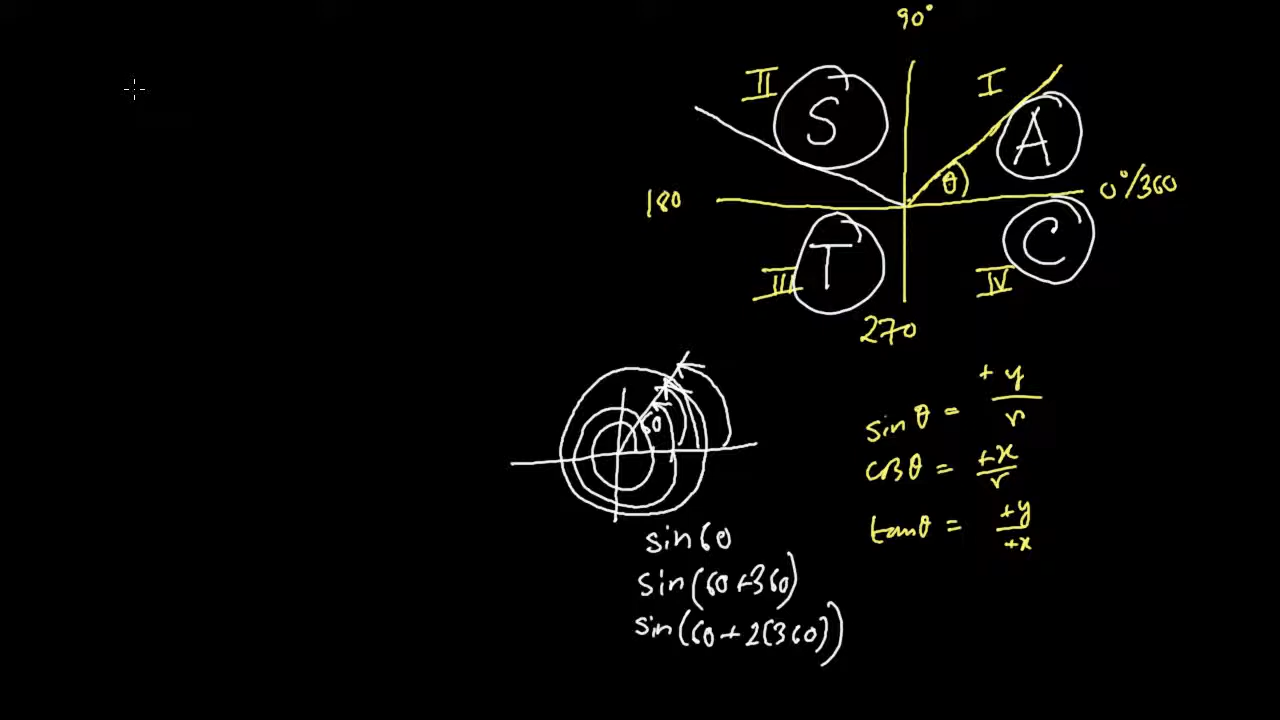 90°
II
I
S
A
θ
180
0°/360
T
C
III
IV
270
60
sin θ = +y/r
cos θ = +x/r
tan θ = +y/+x
sin 60
sin(60+360)
sin(60+2(360))